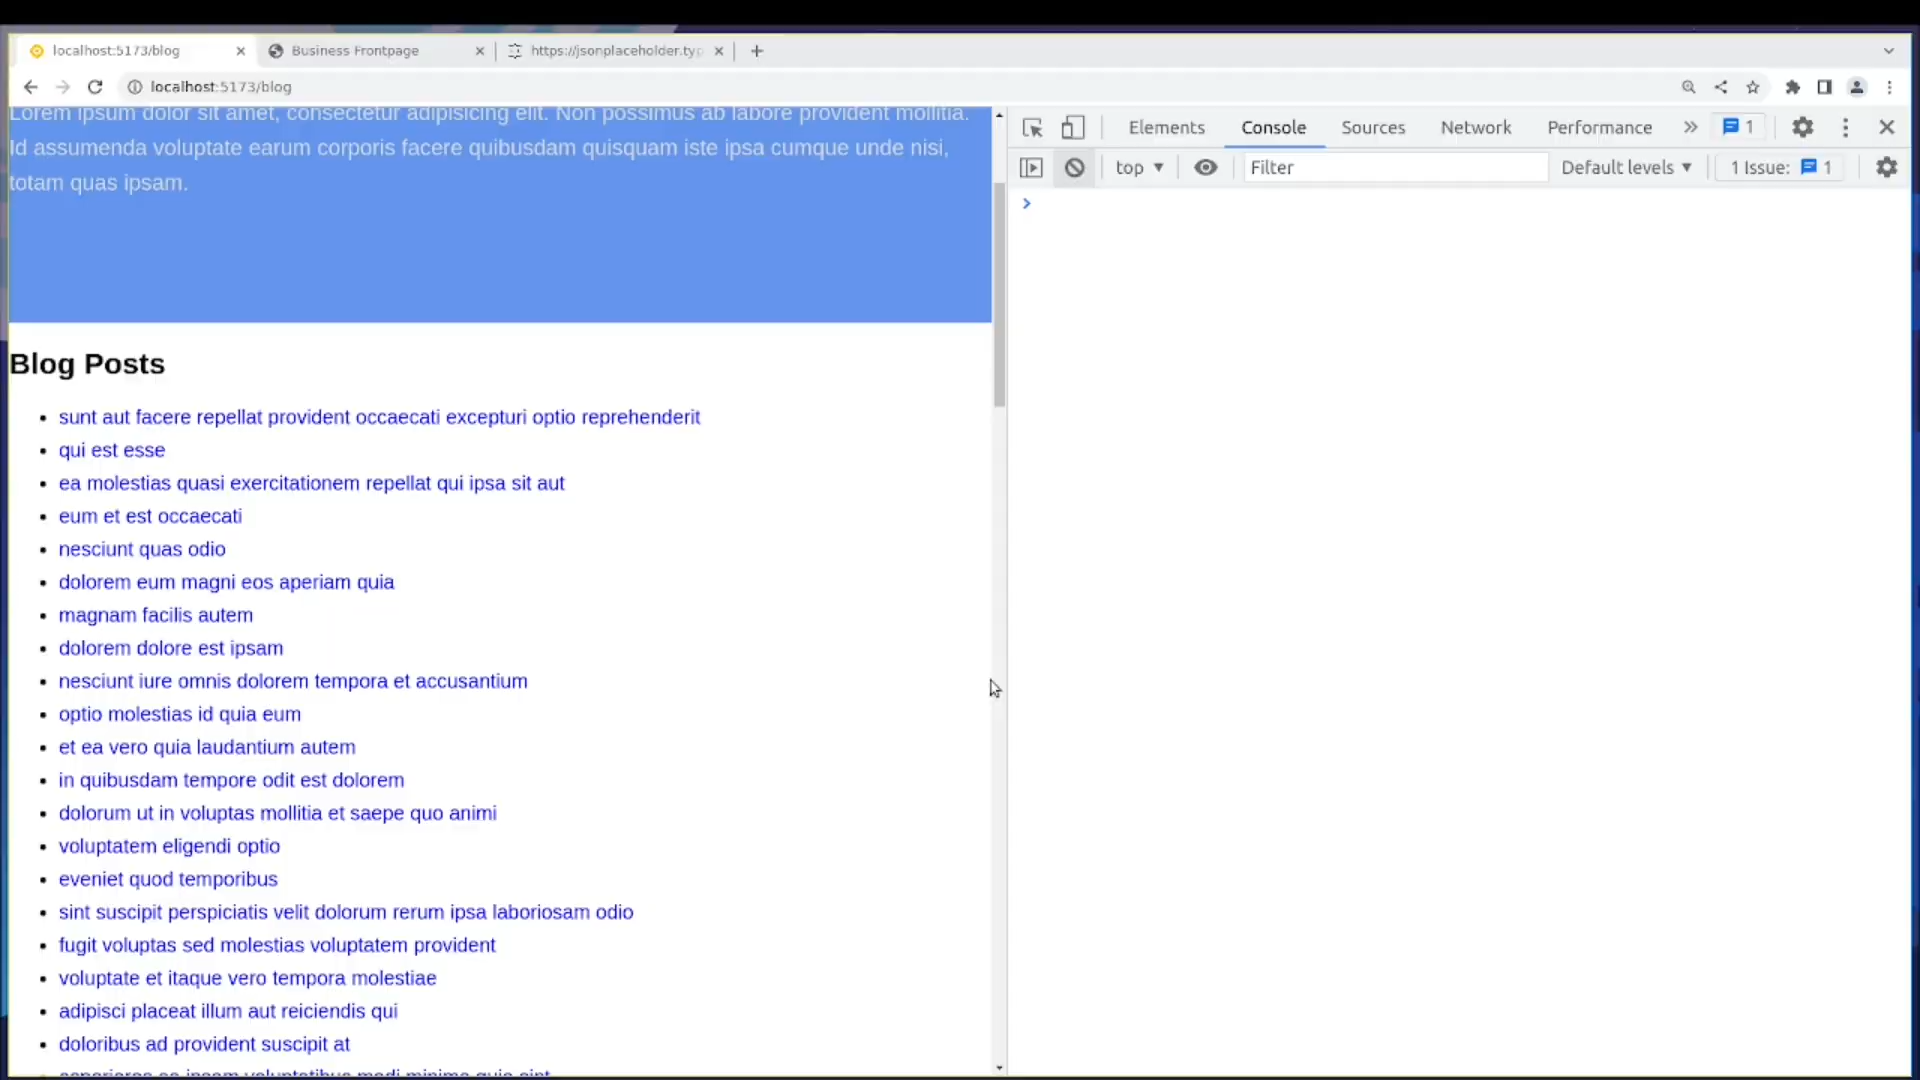 localhost:5173/blog
Business Frontpage
https://jsonplaceholder.typ
localhost:5173/blog
Lorem ipsum dolor sit amet, consectetur adipisicing elit. Non possimus ab labore provident mollitia.
Id assumenda voluptate earum corporis facere quibusdam quisquam iste ipsa cumque unde nisi,
totam quas ipsam.
Blog Posts
sunt aut facere repellat provident occaecati excepturi optio reprehenderit
qui est esse
ea molestias quasi exercitationem repellat qui ipsa sit aut
eum et est occaecati
nesciunt quas odio
dolorem eum magni eos aperiam quia
magnam facilis autem
dolorem dolore est ipsam
nesciunt iure omnis dolorem tempora et accusantium
optio molestias id quia eum
et ea vero quia laudantium autem
in quibusdam tempore odit est dolorem
dolorum ut in voluptas mollitia et saepe quo animi
voluptatem eligendi optio
eveniet quod temporibus
sint suscipit perspiciatis velit dolorum rerum ipsa laboriosam odio
fugit voluptas sed molestias voluptatem provident
voluptate et itaque vero tempora molestiae
adipisci placeat illum aut reiciendis qui
doloribus ad provident suscipit at
Elements Console Sources Network Performance 1
top Filter Default levels 1 Issue: 1